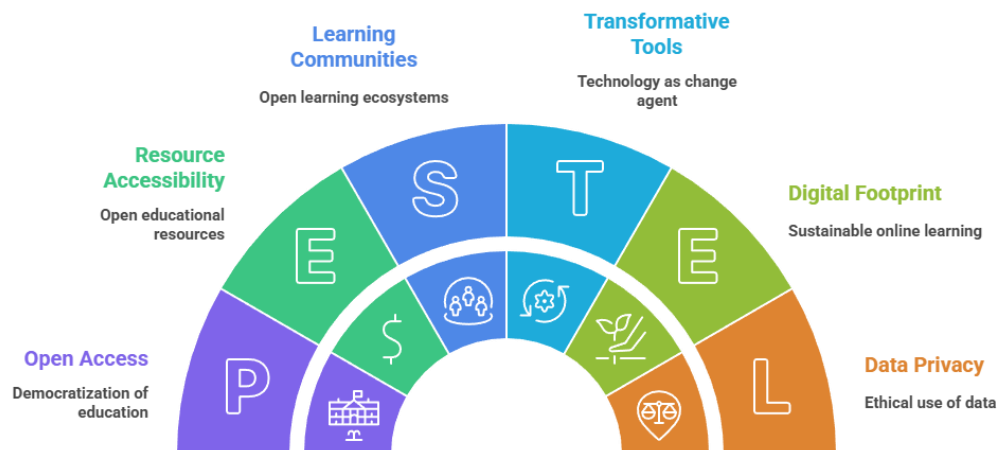 Learning
Communities
Open learning ecosystems
Transformative
Tools
Technology as change
agent
Resource
Accessibility
Open educational
resources
Digital Footprint
Sustainable online learning
Open Access
Democratization of
education
Data Privacy
Ethical use of data
P
E
S
T
E
L
$